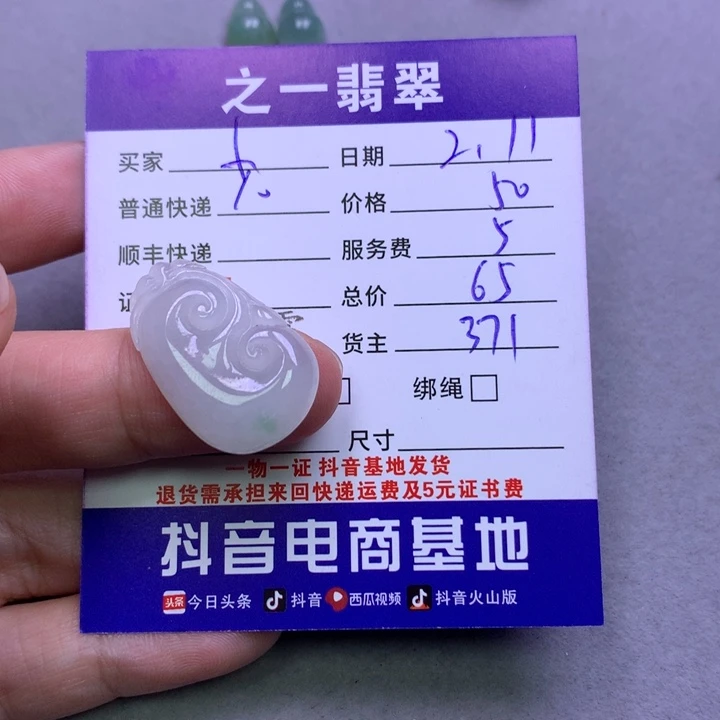 之一翡翠
买家 日期 2.11
普通快递 价格 50
顺丰快递 服务费 5
证 总价 65
货主 371
绑绳
尺寸
一物一证 抖音基地发货
退货需承担来回快递运费及5元证书费
抖音电商基地
头条 今日头条 抖音 西瓜视频 抖音火山版